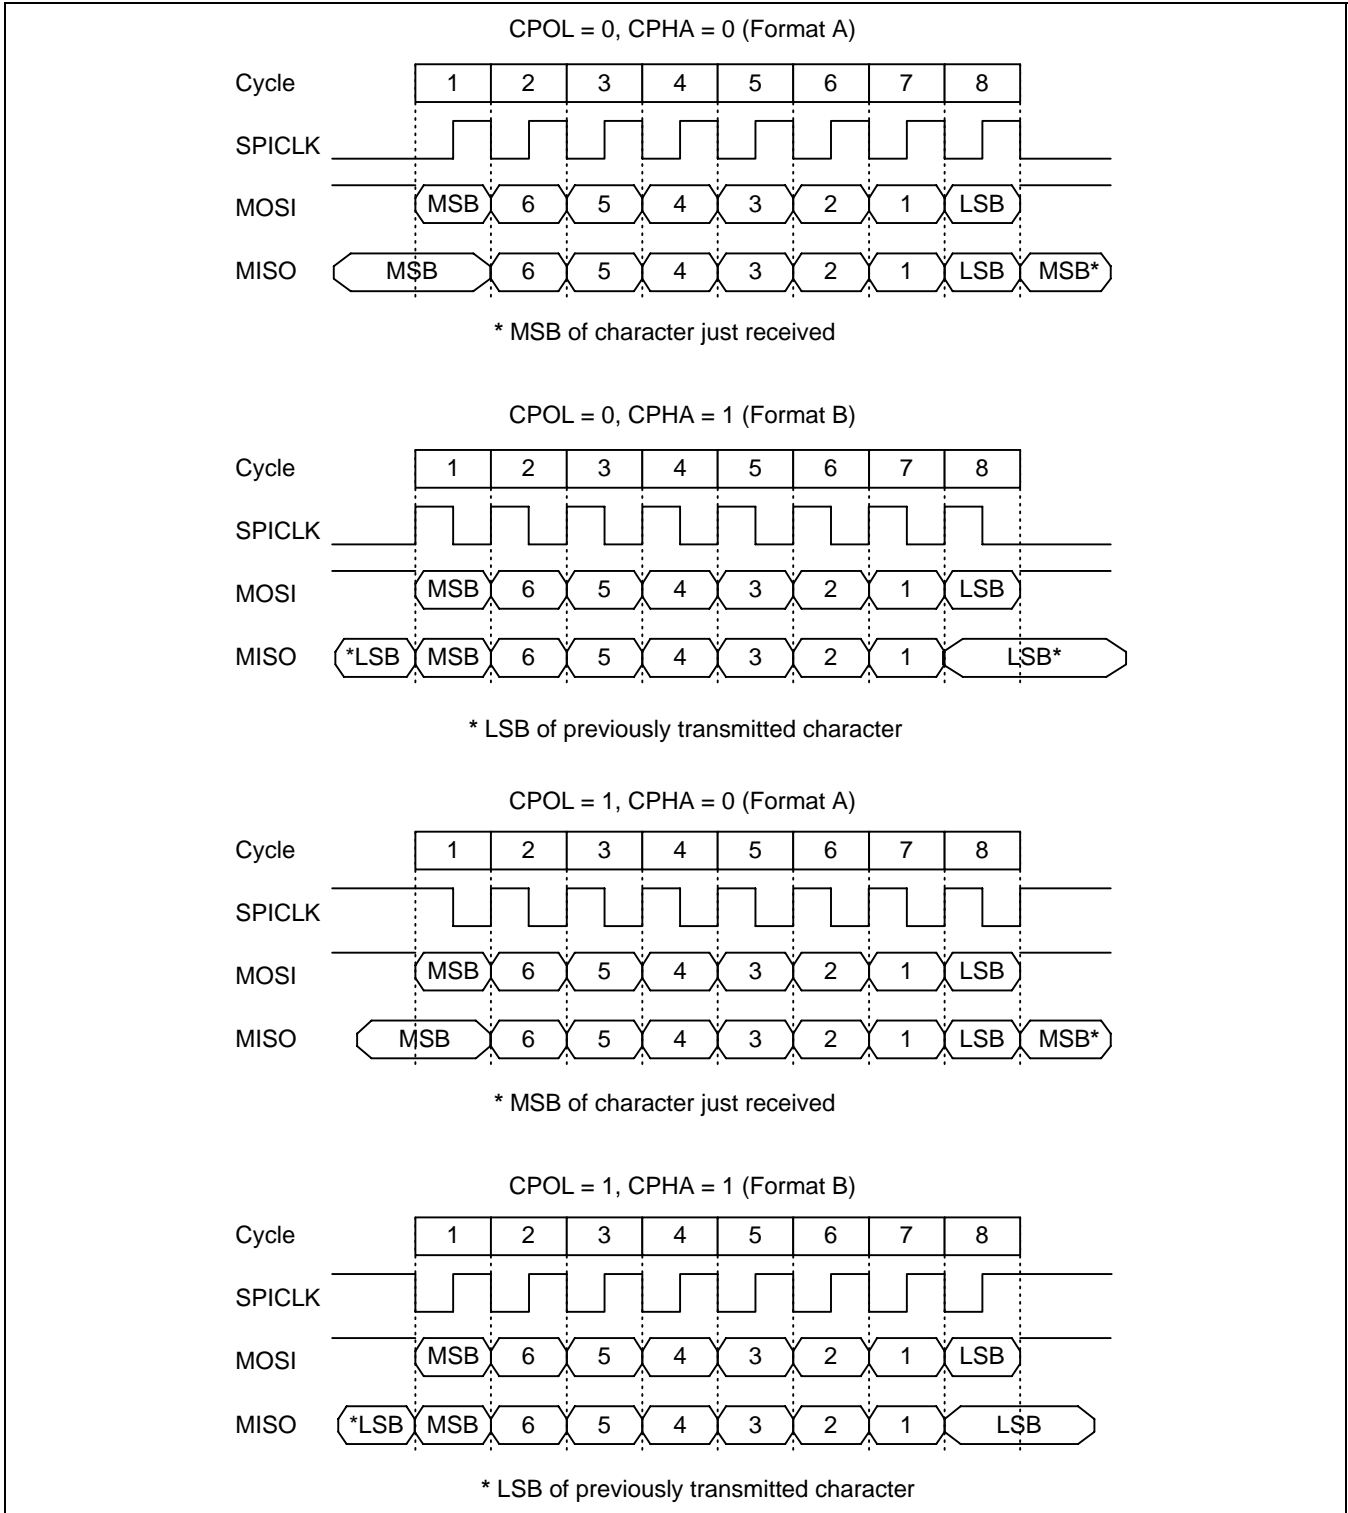 CPOL = 0, CPHA = 0 (Format A)
Cycle 1 2 3 4 5 6 7 8
SPICLK
MOSI MSB 6 5 4 3 2 1 LSB
MISO MSB 6 5 4 3 2 1 LSB MSB*
* MSB of character just received
CPOL = 0, CPHA = 1 (Format B)
Cycle 1 2 3 4 5 6 7 8
SPICLK
MOSI MSB 6 5 4 3 2 1 LSB
MISO *LSB MSB 6 5 4 3 2 1 LSB*
* LSB of previously transmitted character
CPOL = 1, CPHA = 0 (Format A)
Cycle 1 2 3 4 5 6 7 8
SPICLK
MOSI MSB 6 5 4 3 2 1 LSB
MISO MSB 6 5 4 3 2 1 LSB MSB*
* MSB of character just received
CPOL = 1, CPHA = 1 (Format B)
Cycle 1 2 3 4 5 6 7 8
SPICLK
MOSI MSB 6 5 4 3 2 1 LSB
MISO *LSB MSB 6 5 4 3 2 1 LSB
* LSB of previously transmitted character